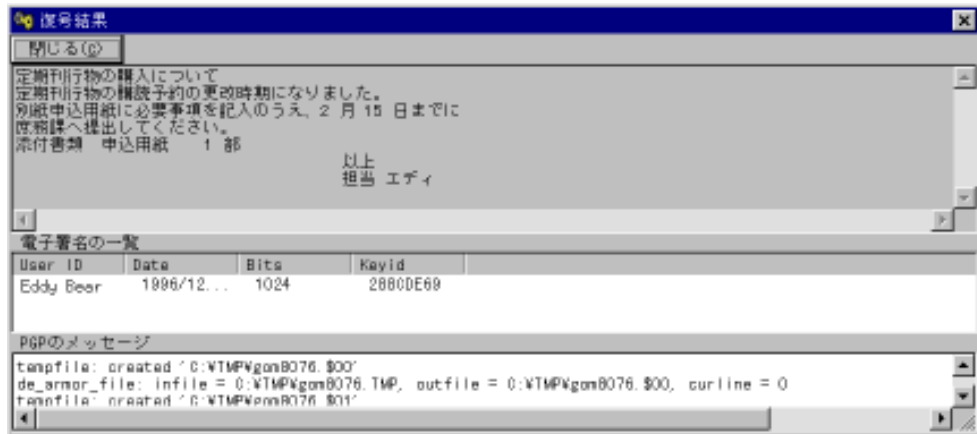 復号結果
閉じる(C)
定期刊行物の購入について
定期刊行物の購読予約の更改時期になりました。
別紙申込用紙に必要事項を記入のうえ, 2 月 15 日までに
庶務課へ提出してください。
添付書類 申込用紙 1 部
以上
担当 エディ
電子署名の一覧
User ID Date Bits Keyid
Eddy Bear 1996/12... 1024 2880DE69
PGPのメッセージ
tempfile: created 'C:¥TMP¥gom8076.$00'
de_armor_file: infile = C:¥TMP¥gom8076.TMP, outfile = C:¥TMP¥gom8076.$00, curline = 0
tempfile: created 'C:¥TMP¥gom8076.$01'